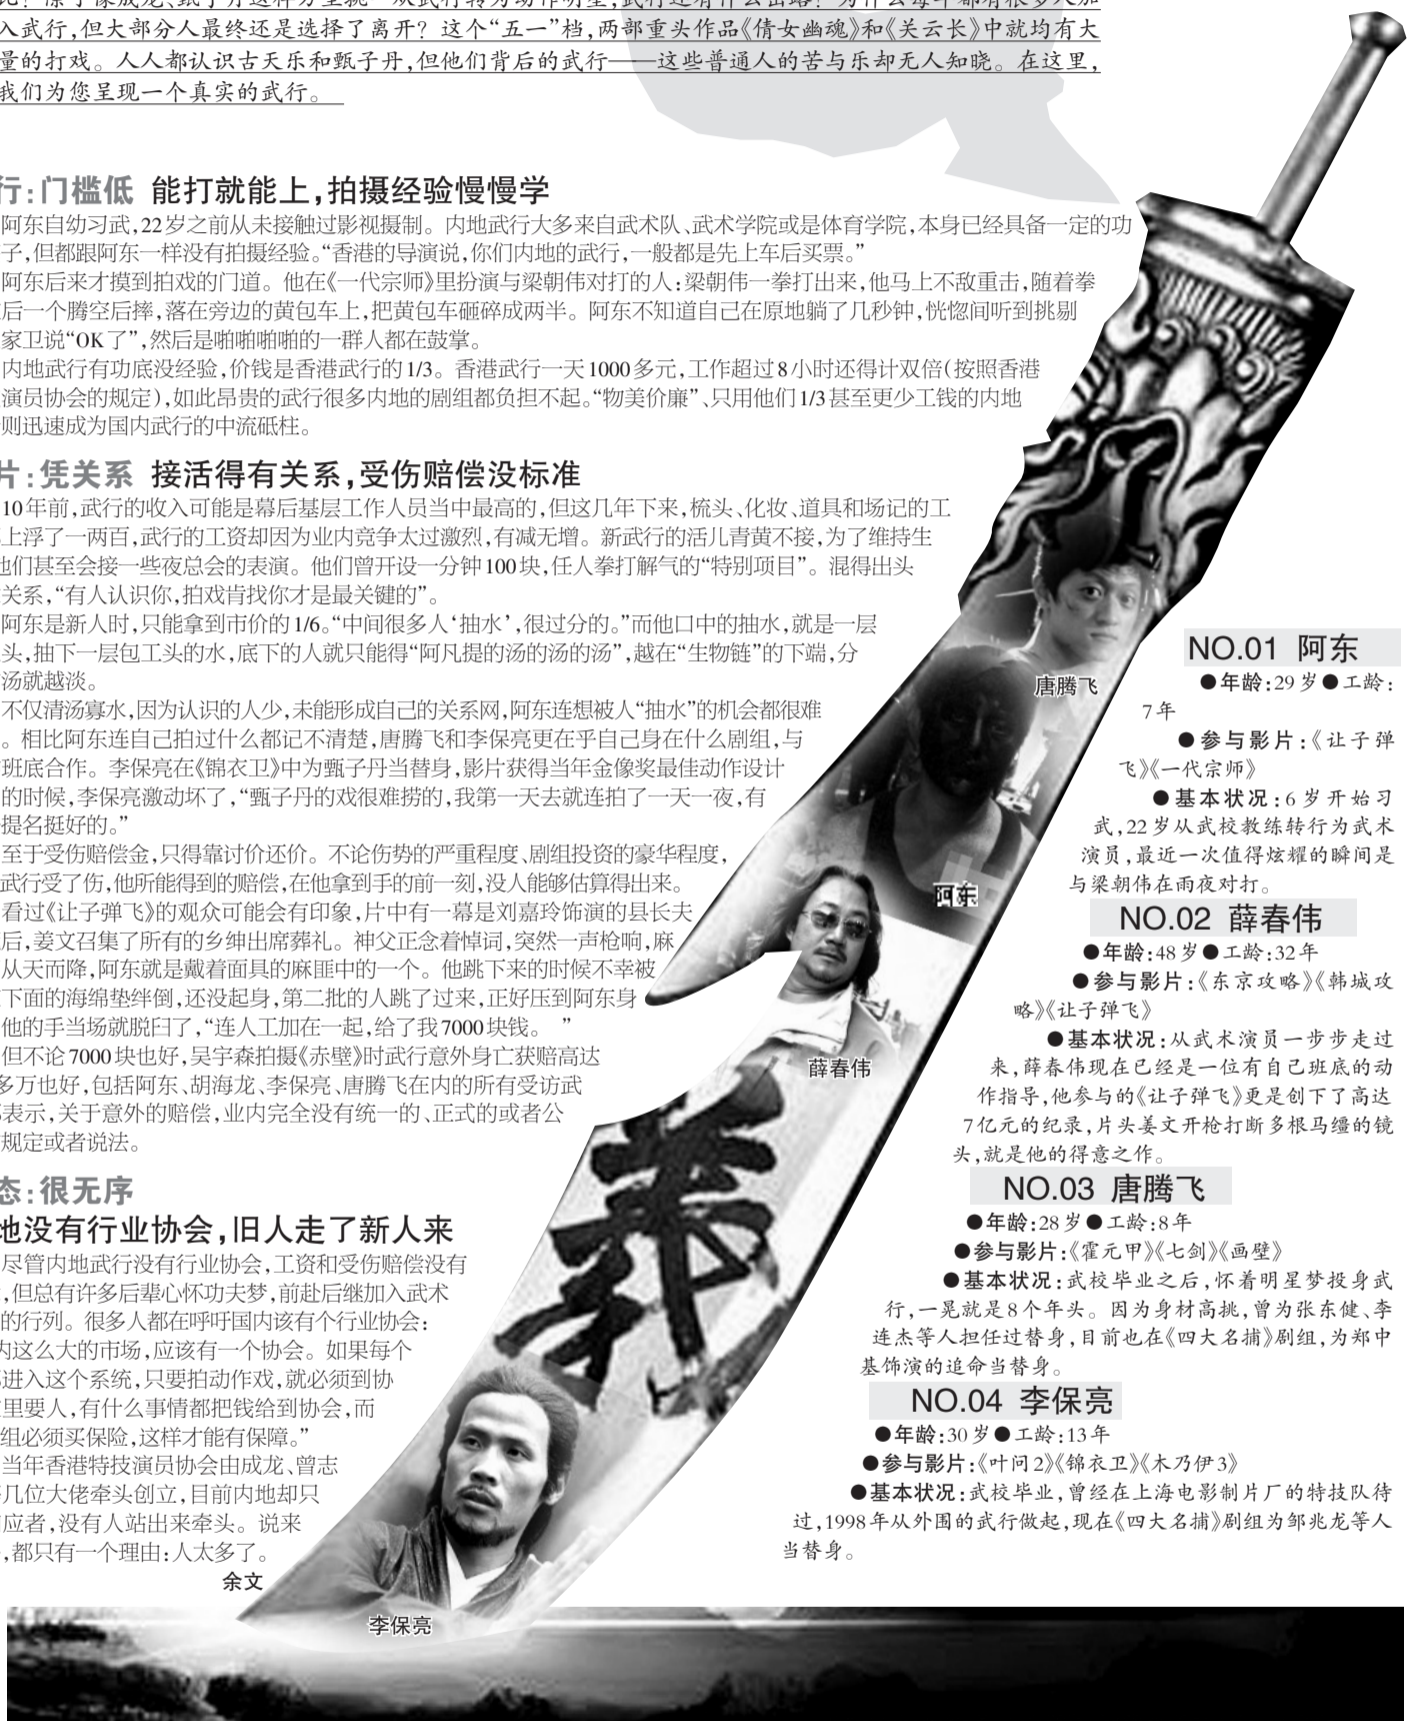 入武行,但大部分人最终还是选择了离开？这个“五一”档,两部重头作品《倩女幽魂》和《关云长》中就均有大
量的打戏。人人都认识古天乐和甄子丹,但他们背后的武行——这些普通人的苦与乐却无人知晓。在这里,
我们为您呈现一个真实的武行。
行:门槛低 能打就能上,拍摄经验慢慢学
阿东自幼习武,22岁之前从未接触过影视摄制。内地武行大多来自武术队、武术学院或是体育学院,本身已经具备一定的功
子,但都跟阿东一样没有拍摄经验。“香港的导演说,你们内地的武行,一般都是先上车后买票。”
阿东后来才摸到拍戏的门道。他在《一代宗师》里扮演与梁朝伟对打的人:梁朝伟一拳打出来,他马上不敌重击,随着拳
后一个腾空后摔,落在旁边的黄包车上,把黄包车砸碎成两半。阿东不知道自己在原地躺了几秒钟,恍惚间听到挑剔
家卫说“OK了”,然后是啪啪啪啪的一群人都在鼓掌。
内地武行有功底没经验,价钱是香港武行的1/3。香港武行一天1000多元,工作超过8小时还得计双倍(按照香港
演员协会的规定),如此昂贵的武行很多内地的剧组都负担不起。“物美价廉”、只用他们1/3甚至更少工钱的内地
则迅速成为国内武行的中流砥柱。
片:凭关系 接活得有关系,受伤赔偿没标准
10年前,武行的收入可能是幕后基层工作人员当中最高的,但这几年下来,梳头、化妆、道具和场记的工
上浮了一两百,武行的工资却因为业内竞争太过激烈,有减无增。新武行的活儿青黄不接,为了维持生
他们甚至会接一些夜总会的表演。他们曾开设一分钟100块,任人拳打解气的“特别项目”。混得出头
关系,“有人认识你,拍戏肯找你才是最关键的”。
阿东是新人时,只能拿到市价的1/6。“中间很多人‘抽水’,很过分的。”而他口中的抽水,就是一层
头,抽下一层包工头的水,底下的人就只能得“阿凡提的汤的汤的汤”,越在“生物链”的下端,分
汤就越淡。
不仅清汤寡水,因为认识的人少,未能形成自己的关系网,阿东连想被人“抽水”的机会都很难
。相比阿东连自己拍过什么都记不清楚,唐腾飞和李保亮更在乎自己身在什么剧组,与
班底合作。李保亮在《锦衣卫》中为甄子丹当替身,影片获得当年金像奖最佳动作设计
的时候,李保亮激动坏了,“甄子丹的戏很难捞的,我第一天去就连拍了一天一夜,有
提名挺好的。”
至于受伤赔偿金,只得靠讨价还价。不论伤势的严重程度、剧组投资的豪华程度,
武行受了伤,他所能得到的赔偿,在他拿到手的前一刻,没人能够估算得出来。
看过《让子弹飞》的观众可能会有印象,片中有一幕是刘嘉玲饰演的县长夫
后,姜文召集了所有的乡绅出席葬礼。神父正念着悼词,突然一声枪响,麻
从天而降,阿东就是戴着面具的麻匪中的一个。他跳下来的时候不幸被
下面的海绵垫绊倒,还没起身,第二批的人跳了过来,正好压到阿东身
他的手当场就脱臼了,“连人工加在一起,给了我7000块钱。 ”
但不论7000块也好,吴宇森拍摄《赤壁》时武行意外身亡获赔高达
多万也好,包括阿东、胡海龙、李保亮、唐腾飞在内的所有受访武
表示,关于意外的赔偿,业内完全没有统一的、正式的或者公
规定或者说法。
态:很无序
地没有行业协会,旧人走了新人来
尽管内地武行没有行业协会,工资和受伤赔偿没有
,但总有许多后辈心怀功夫梦,前赴后继加入武术
的行列。很多人都在呼吁国内该有个行业协会:
内这么大的市场,应该有一个协会。如果每个
进入这个系统,只要拍动作戏,就必须到协
里要人,有什么事情都把钱给到协会,而
组必须买保险,这样才能有保障。”
当年香港特技演员协会由成龙、曾志
几位大佬牵头创立,目前内地却只
应者,没有人站出来牵头。说来
,都只有一个理由:人太多了。
余文
唐腾飞
阿东
薛春伟
義
李保亮
NO.01 阿东
●年龄:29岁●工龄:
7年
●参与影片:《让子弹
飞》《一代宗师》
●基本状况:6岁开始习
武,22岁从武校教练转行为武术
演员,最近一次值得炫耀的瞬间是
与梁朝伟在雨夜对打。
NO.02 薛春伟
●年龄:48岁●工龄:32年
●参与影片:《东京攻略》《韩城攻
略》《让子弹飞》
●基本状况:从武术演员一步步走过
来,薛春伟现在已经是一位有自己班底的动
作指导,他参与的《让子弹飞》更是创下了高达
7亿元的纪录,片头姜文开枪打断多根马缰的镜
头,就是他的得意之作。
NO.03 唐腾飞
●年龄:28岁●工龄:8年
●参与影片:《霍元甲》《七剑》《画壁》
●基本状况:武校毕业之后,怀着明星梦投身武
行,一晃就是8个年头。因为身材高挑,曾为张东健、李
连杰等人担任过替身,目前也在《四大名捕》剧组,为郑中
基饰演的追命当替身。
NO.04 李保亮
●年龄:30岁●工龄:13年
●参与影片:《叶问2》《锦衣卫》《木乃伊3》
●基本状况:武校毕业,曾经在上海电影制片厂的特技队待
过,1998年从外围的武行做起,现在《四大名捕》剧组为邹兆龙等人
当替身。